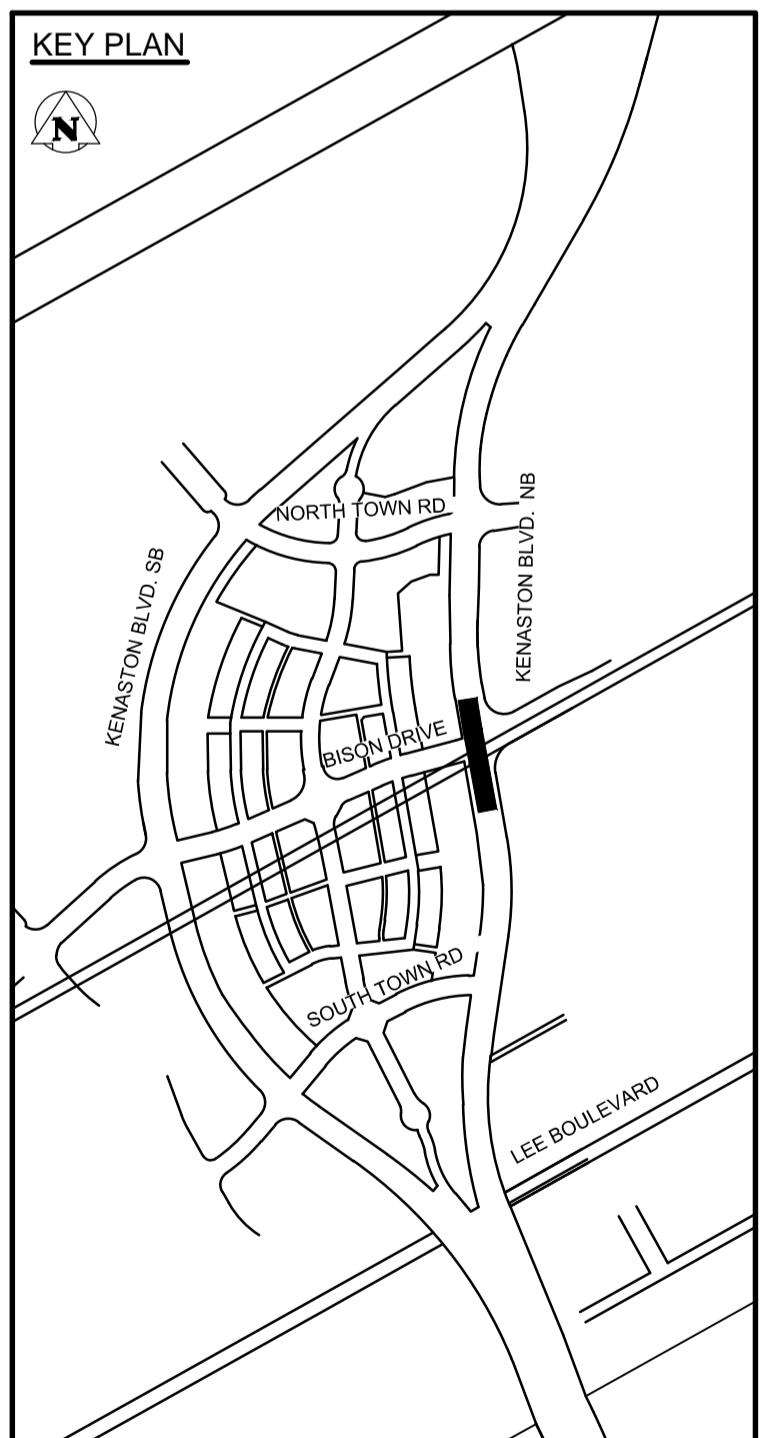 KEY PLAN
N
NORTH TOWN RD
KENASTON BLVD. NB
KENASTON BLVD. SB
BISON DRIVE
SOUTH TOWN RD
LEE BOULEVARD